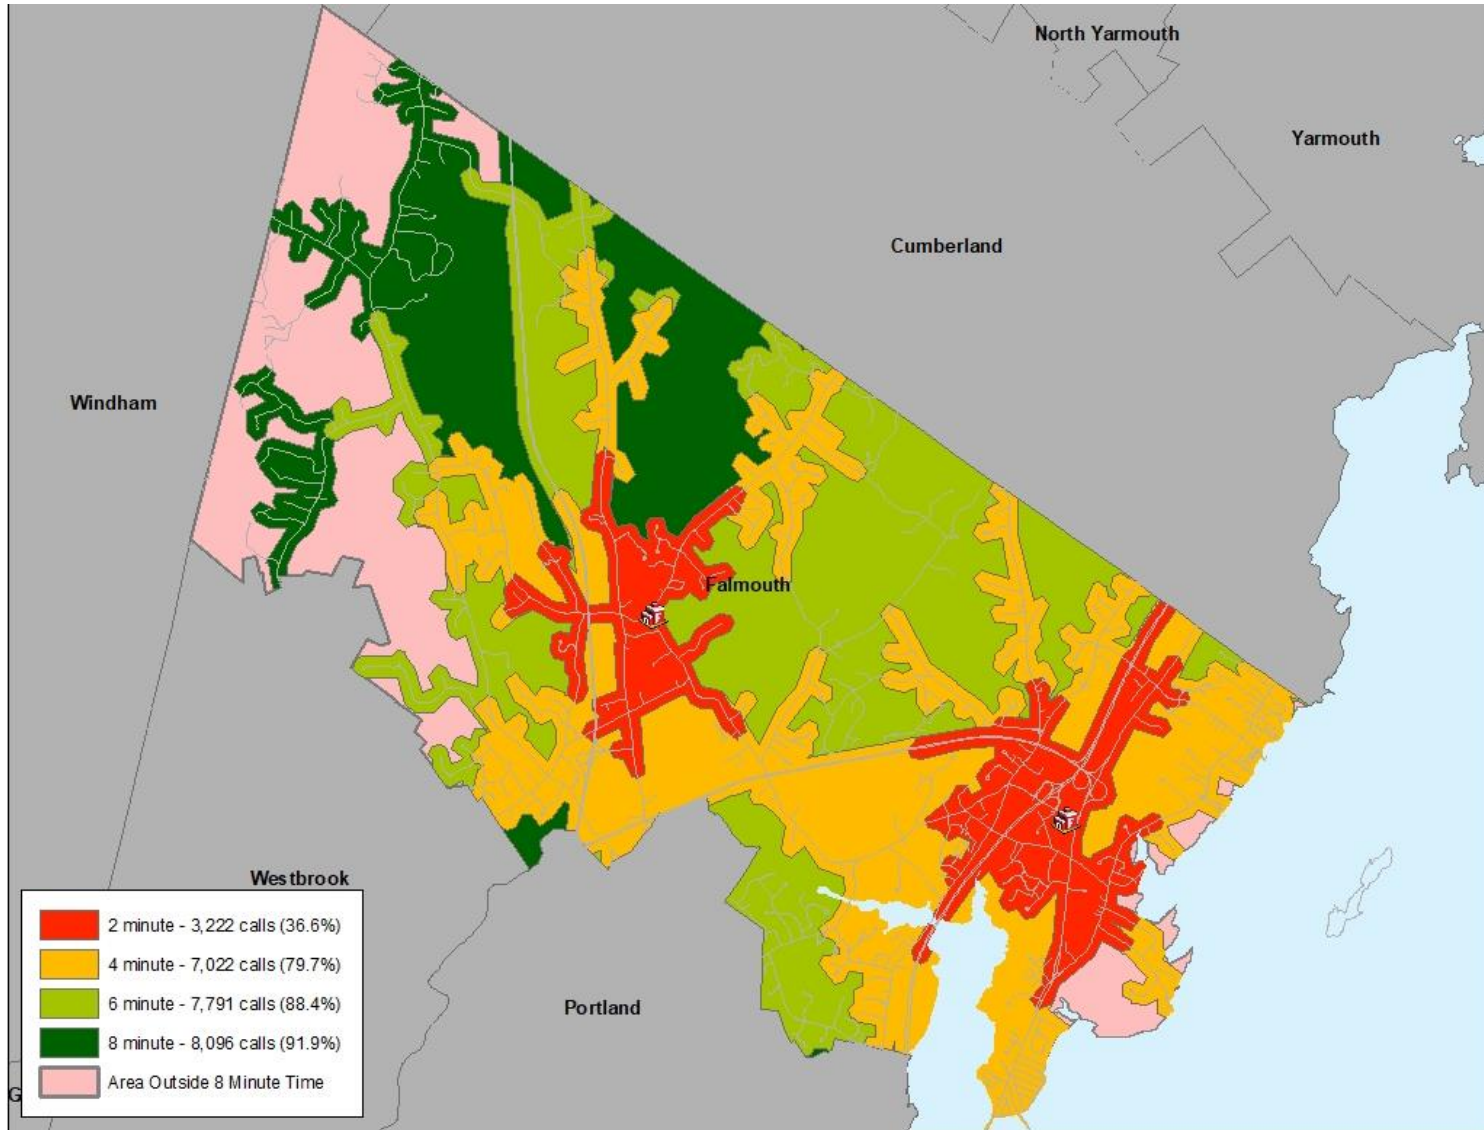 North Yarmouth
Yarmouth
Cumberland
Windham
Falmouth
Westbrook
Portland
G
2 minute - 3,222 calls (36.6%)
4 minute - 7,022 calls (79.7%)
6 minute - 7,791 calls (88.4%)
8 minute - 8,096 calls (91.9%)
Area Outside 8 Minute Time